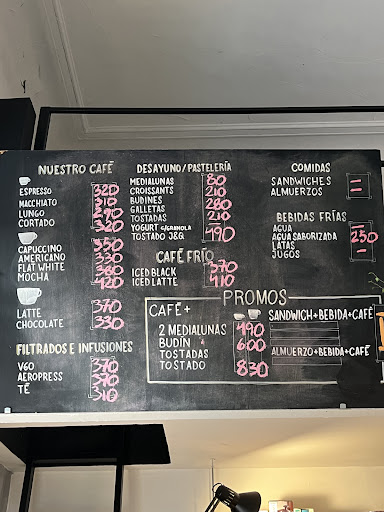 NUESTRO CAFÉ
ESPRESSO 320
MACCHIATO 310
LUNGO 290
CORTADO 320
CAPUCCINO 350
AMERICANO 330
FLAT WHITE 380
MOCHA 420
LATTE 370
CHOCOLATE 330
FILTRADOS E INFUSIONES
V60 370
AEROPRESS 370
TÉ 310
DESAYUNO/PASTELERÍA
MEDIALUNAS 80
CROISSANTS 210
BUDINES
GALLETAS 280
TOSTADAS 210
YOGURT C/GRANOLA
TOSTADO J&Q 490
CAFÉ FRÍO
ICED BLACK 370
ICED LATTE 410
COMIDAS
SANDWICHES
ALMUERZOS
BEBIDAS FRÍAS
AGUA
AGUA SABORIZADA 250
LATAS
JUGOS
PROMOS
CAFÉ +
2 MEDIALUNAS 490
BUDÍN 600
TOSTADAS
TOSTADO 830
SANDWICH+BEBIDA+CAFÉ
ALMUERZO+BEBIDA+CAFÉ